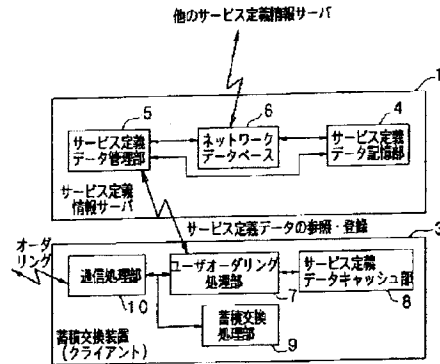 他のサービス定義情報サーバ
1
5
6
4
サービス定義
データ管理部
ネットワーク
データベース
サービス定義
データ記憶部
サービス定義
情報サーバ
サービス定義データの参照・登録
3
オーダ
リング
通信処理部
ユーザオーダリング
処理部
サービス定義
データキャッシュ部
10
7
8
蓄積交換
処理部
9
蓄積交換装置
(クライアント)